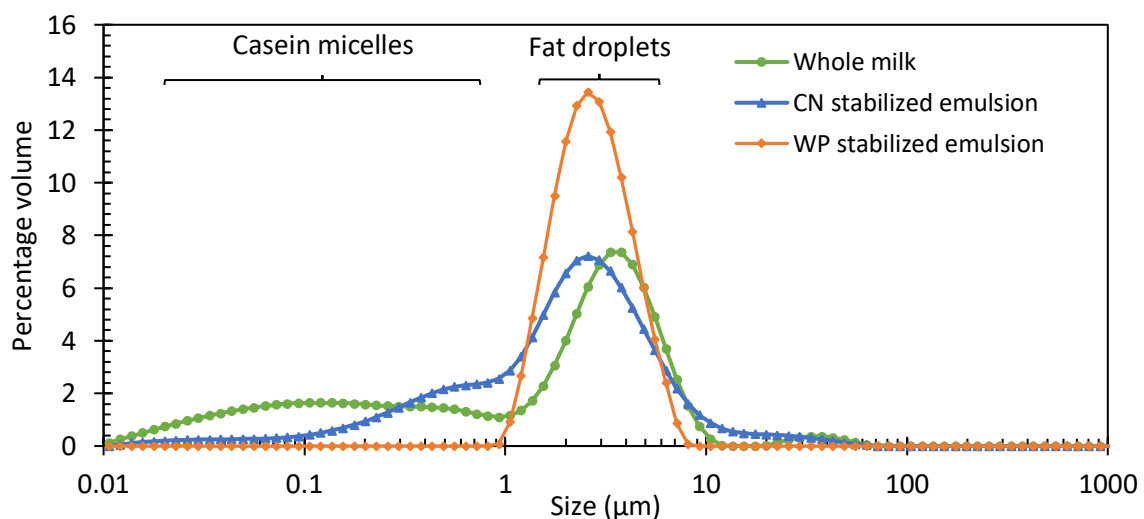 Casein micelles
Fat droplets
Whole milk
CN stabilized emulsion
WP stabilized emulsion
Percentage volume
16
14
12
10
8
6
4
2
0
0.01 0.1 1 10 100 1000
Size (μm)